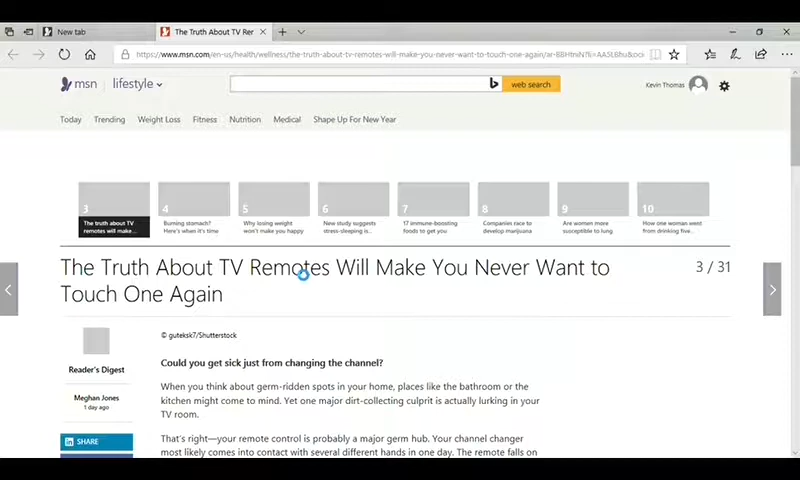 New tab
The Truth About TV Rer
https://www.msn.com/en-us/health/wellness/the-truth-about-tv-remotes-will-make-you-never-want-to-touch-one-again/ar-
msn lifestyle
web search
Kevin Thomas
Today Trending Weight Loss Fitness Nutrition Medical Shape Up For New Year
3
The truth about TV
remotes will make...
4
Burning stomach?
Here's when it's time
5
Why losing weight
won't make you happy
6
New study suggests
stress-sleeping is...
7
17 immune-boosting
foods to get you
8
Companies race to
develop marijuana
9
Are women more
susceptible to lung
10
How one woman went
from drinking five...
The Truth About TV Remotes Will Make You Never Want to
Touch One Again
3 / 31
© guteksk7/Shutterstock
Reader's Digest
Meghan Jones
1 day ago
in SHARE
Could you get sick just from changing the channel?
When you think about germ-ridden spots in your home, places like the bathroom or the
kitchen might come to mind. Yet one major dirt-collecting culprit is actually lurking in your
TV room.
That's right—your remote control is probably a major germ hub. Your channel changer
most likely comes into contact with several different hands in one day. The remote falls on